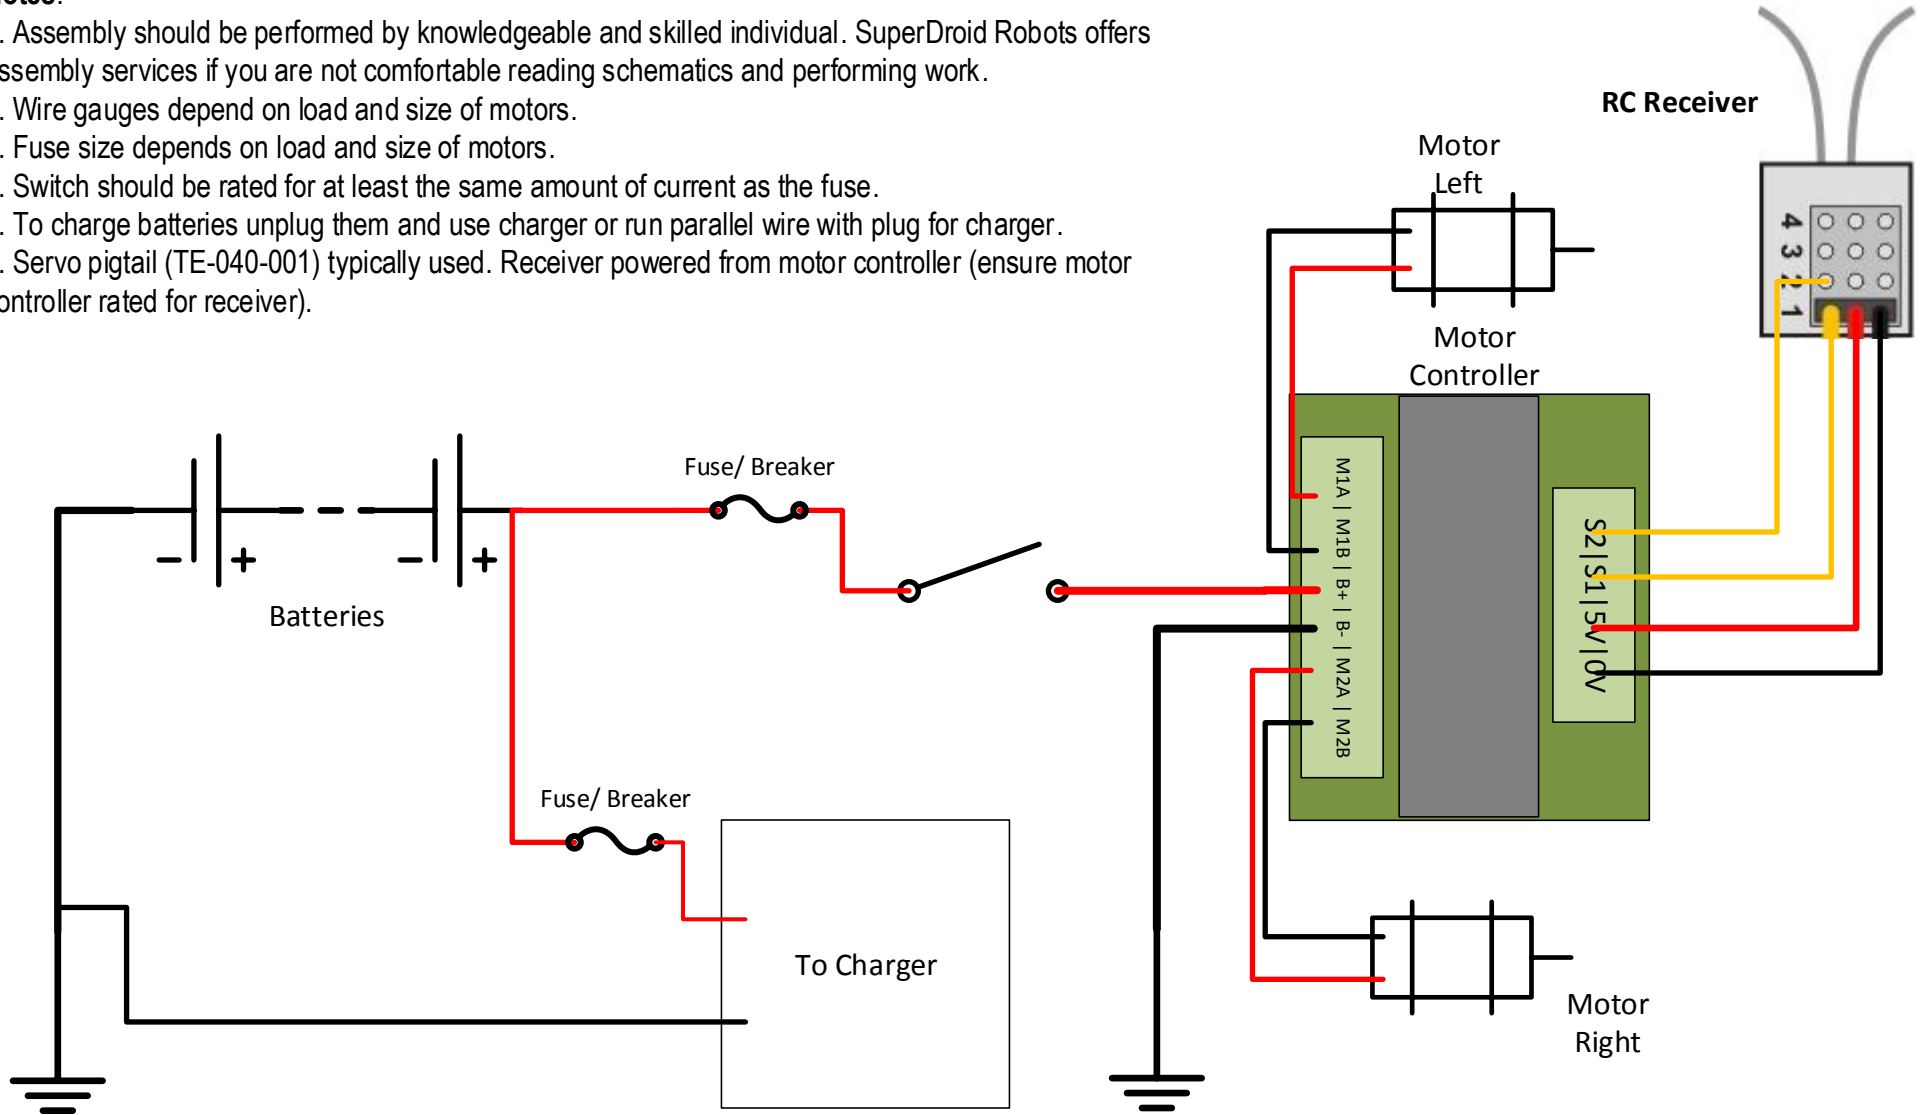 . Assembly should be performed by knowledgeable and skilled individual. SuperDroid Robots offers
ssembly services if you are not comfortable reading schematics and performing work.
. Wire gauges depend on load and size of motors.
. Fuse size depends on load and size of motors.
. Switch should be rated for at least the same amount of current as the fuse.
. To charge batteries unplug them and use charger or run parallel wire with plug for charger.
. Servo pigtail (TE-040-001) typically used. Receiver powered from motor controller (ensure motor
ontroller rated for receiver).
RC Receiver
4
3
2
1
Motor
Left
Motor
Controller
M1A | M1B | B+ | B- | M2A | M2B
S2|S1|5V|0V
Fuse/ Breaker
- +
- +
Batteries
Fuse/ Breaker
To Charger
Motor
Right